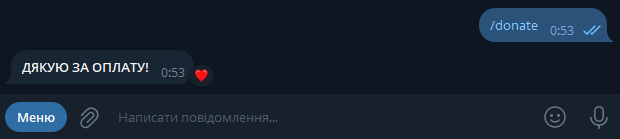 /donate 0:53
ДЯКУЮ ЗА ОПЛАТУ! 0:53
Меню Написати повідомлення...